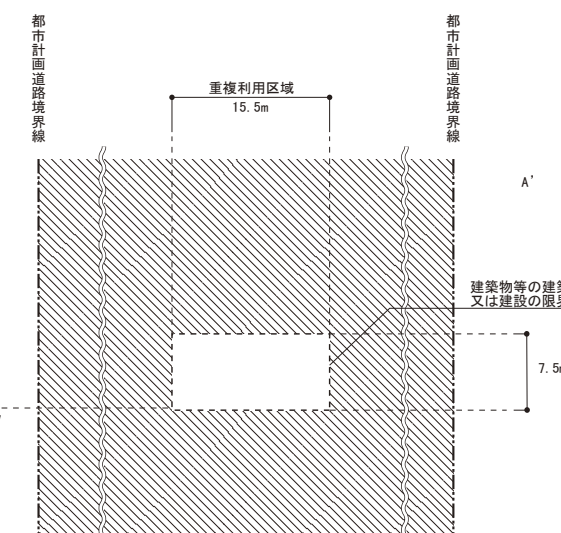 都市計画道路境界線
都市計画道路境界線
重複利用区域
15.5m
A'
建築物等の建築
又は建設の限界
7.5m